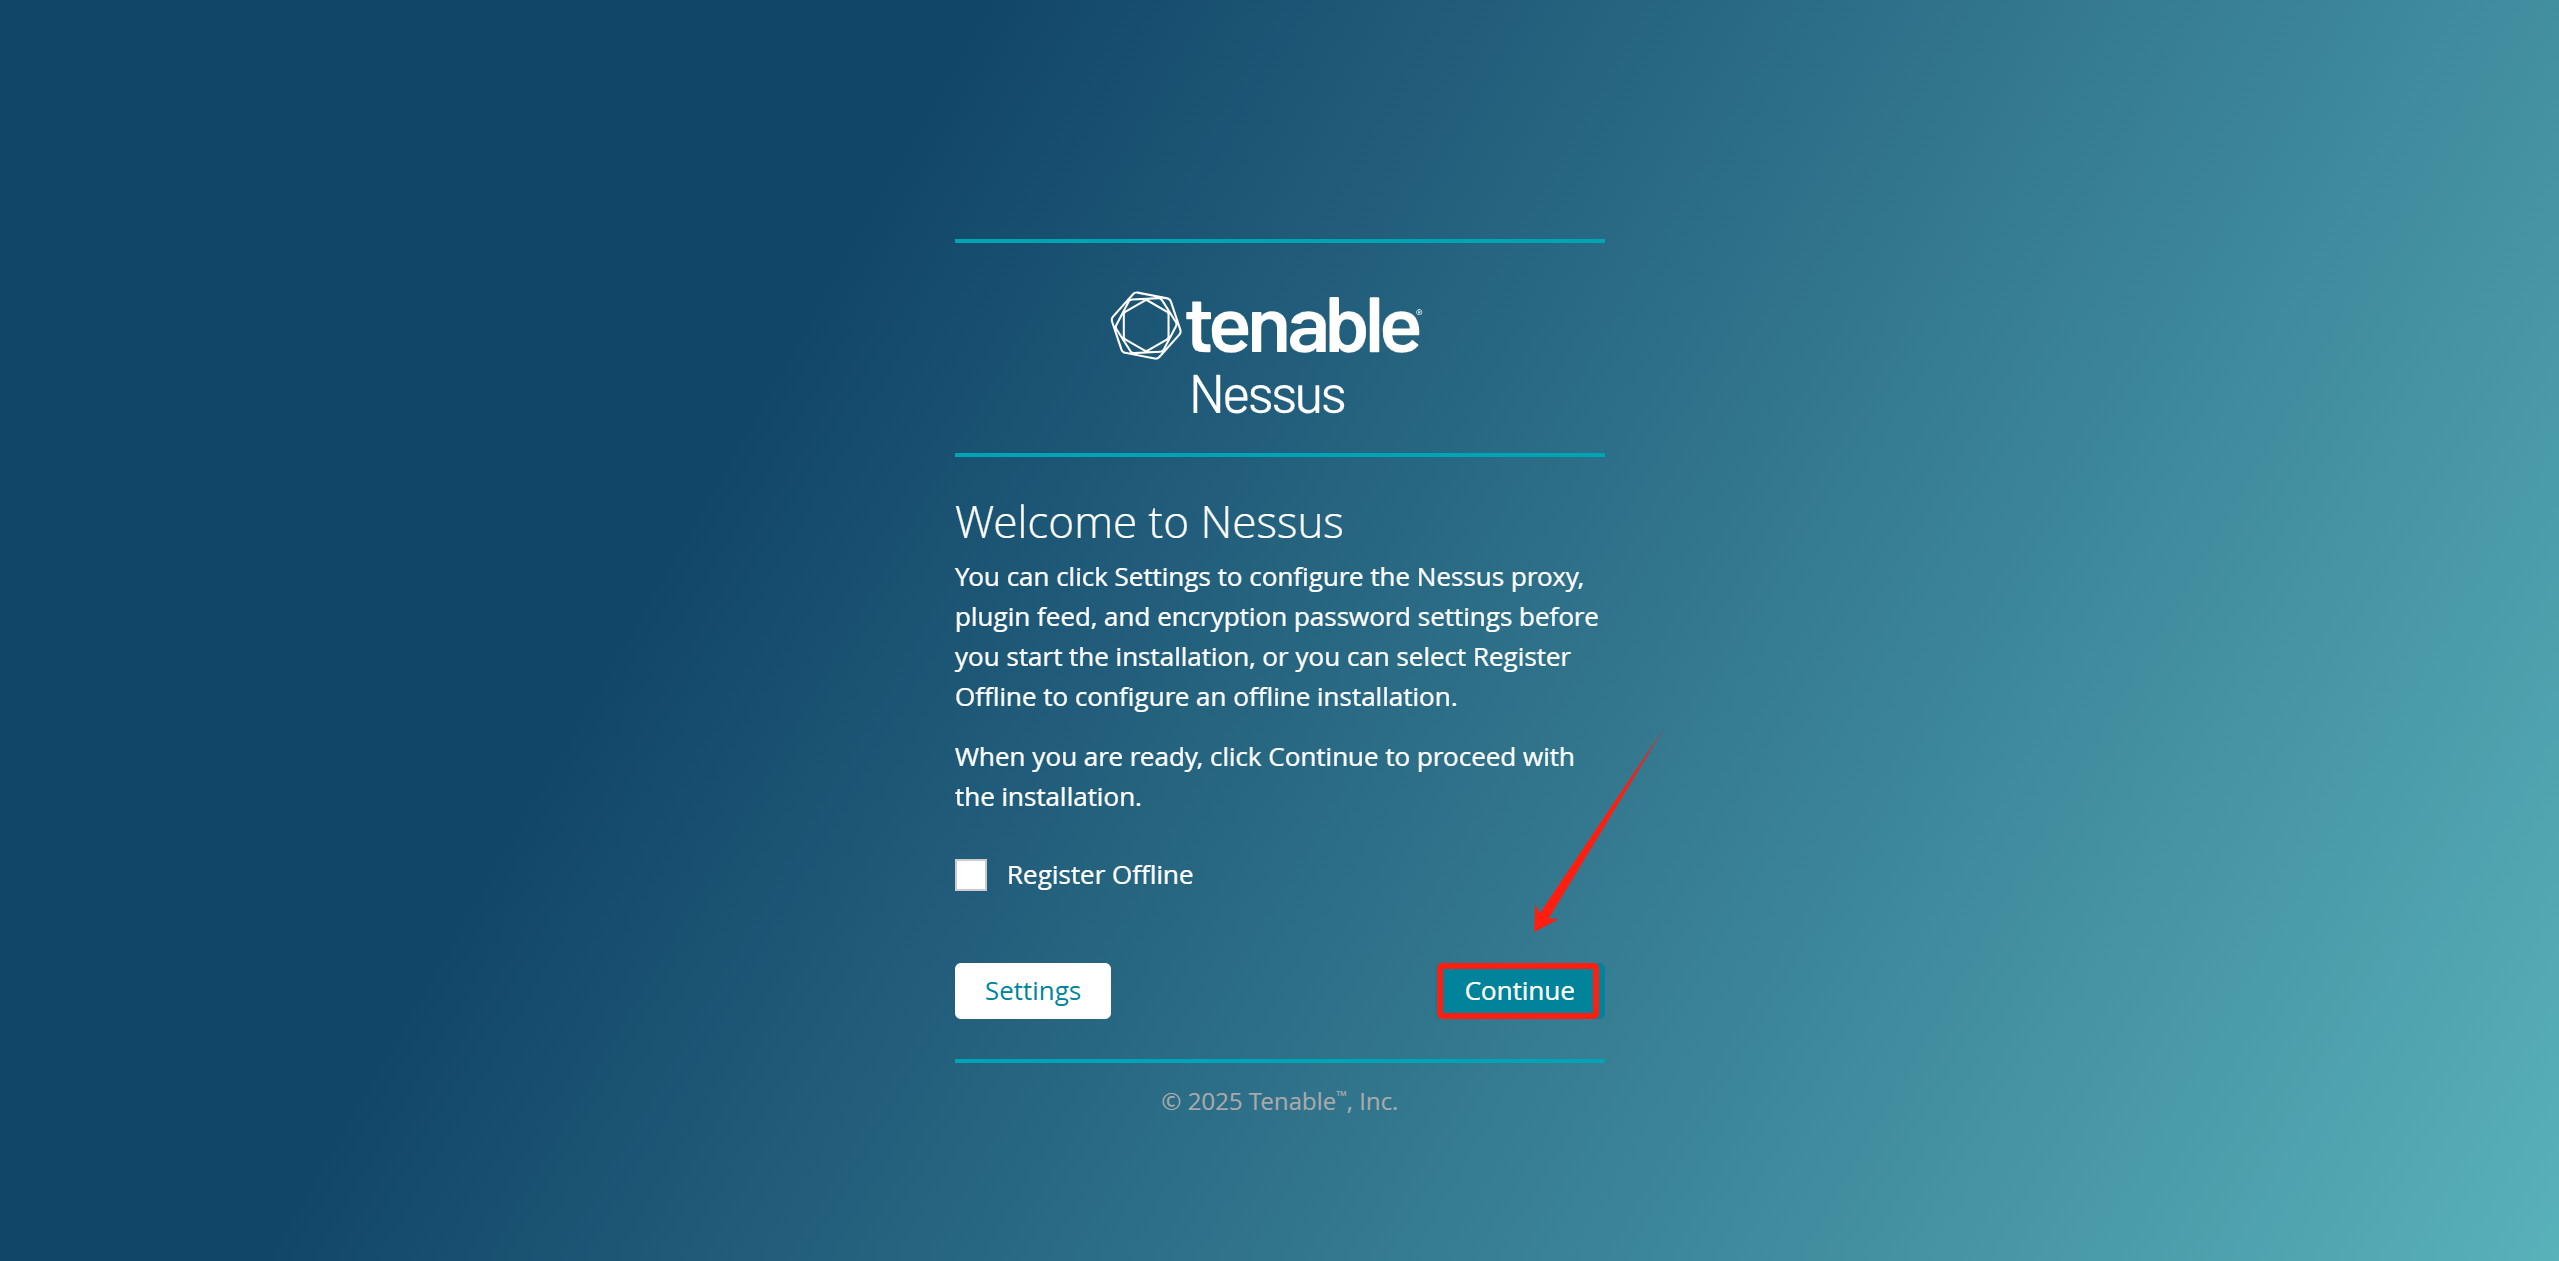 tenable®
Nessus
Welcome to Nessus
You can click Settings to configure the Nessus proxy,
plugin feed, and encryption password settings before
you start the installation, or you can select Register
Offline to configure an offline installation.
When you are ready, click Continue to proceed with
the installation.
Register Offline
Settings
Continue
© 2025 Tenable™, Inc.